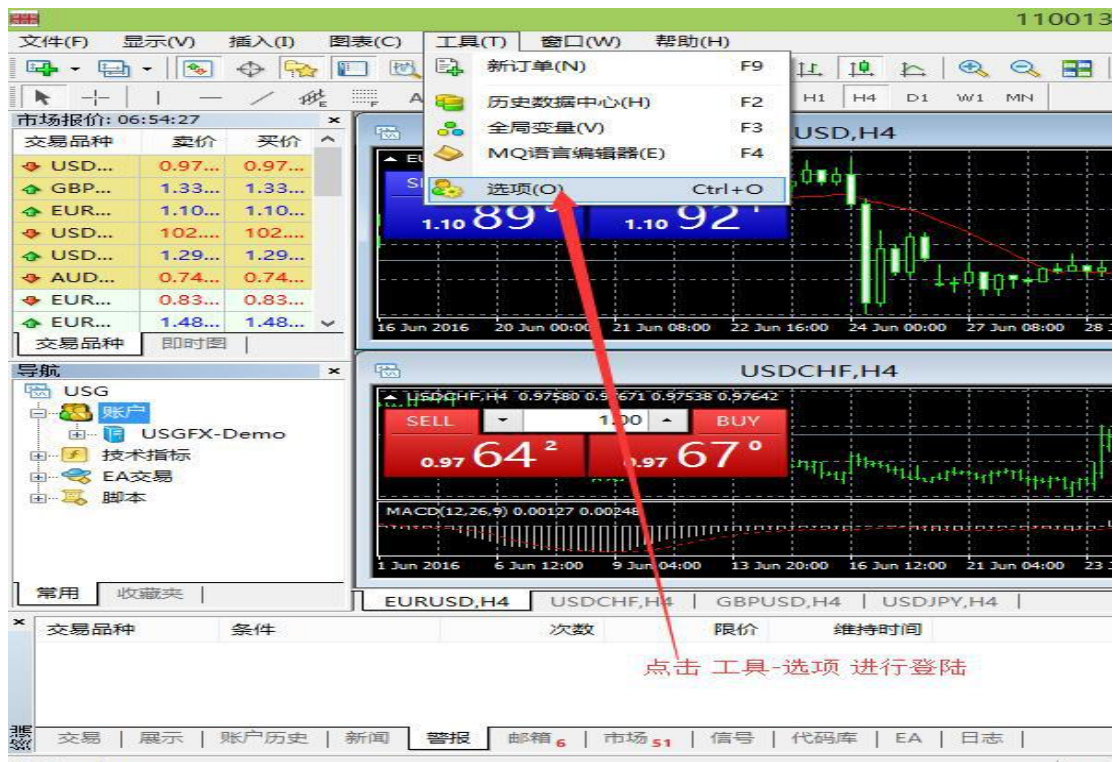 110013
文件(F) 显示(V) 插入(I) 图表(C) 工具(T) 窗口(W) 帮助(H)
新订单(N) F9
历史数据中心(H) F2
全局变量(V) F3
MQ语言编辑器(E) F4
选项(O) Ctrl+O
A H1 H4 D1 W1 MN
市场报价: 06:54:27
交易品种 卖价 买价
USD... 0.97... 0.97...
GBP... 1.33... 1.33...
EUR... 1.10... 1.10...
USD... 102.... 102....
USD... 1.29... 1.29...
AUD... 0.74... 0.74...
EUR... 0.83... 0.83...
EUR... 1.48... 1.48...
交易品种 即时图
导航
USG
账户
USGFX-Demo
技术指标
EA交易
脚本
常用 收藏夹
USD,H4
1.10 89 1.10 92
16 Jun 2016 20 Jun 00:00 21 Jun 08:00 22 Jun 16:00 24 Jun 00:00 27 Jun 08:00 28
USDCHF,H4
USDCHF,H4 0.97580 0.97671 0.97538 0.97642
SELL 1.00 BUY
0.97 64 2 0.97 67 0
MACD(12,26,9) 0.00127 0.00248
1 Jun 2016 6 Jun 12:00 9 Jun 04:00 13 Jun 20:00 16 Jun 12:00 21 Jun 04:00 23
EURUSD,H4 USDCHF,H4 GBPUSD,H4 USDJPY,H4
交易品种 条件 次数 限价 维持时间
点击 工具-选项 进行登陆
交易 展示 账户历史 新闻 警报 邮箱 6 市场 51 信号 代码库 EA 日志